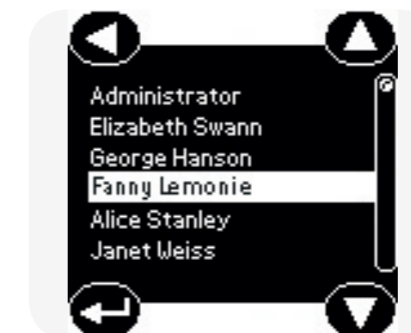 Administrator
Elizabeth Swann
George Hanson
Fanny Lemonie
Alice Stanley
Janet Weiss